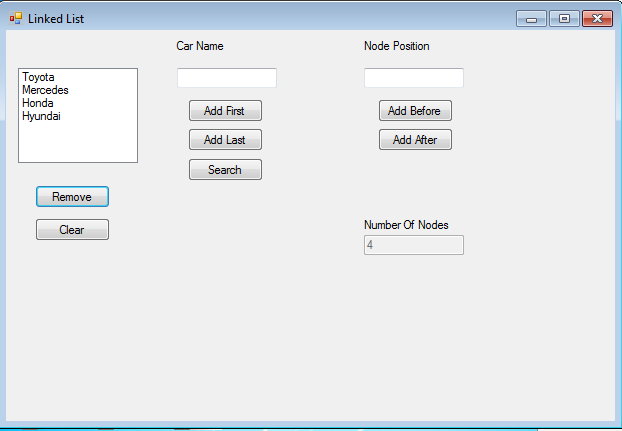 Linked List
Car Name
Node Position
Toyota
Mercedes
Honda
Hyundai
Add First
Add Before
Add Last
Add After
Search
Remove
Clear
Number Of Nodes
4